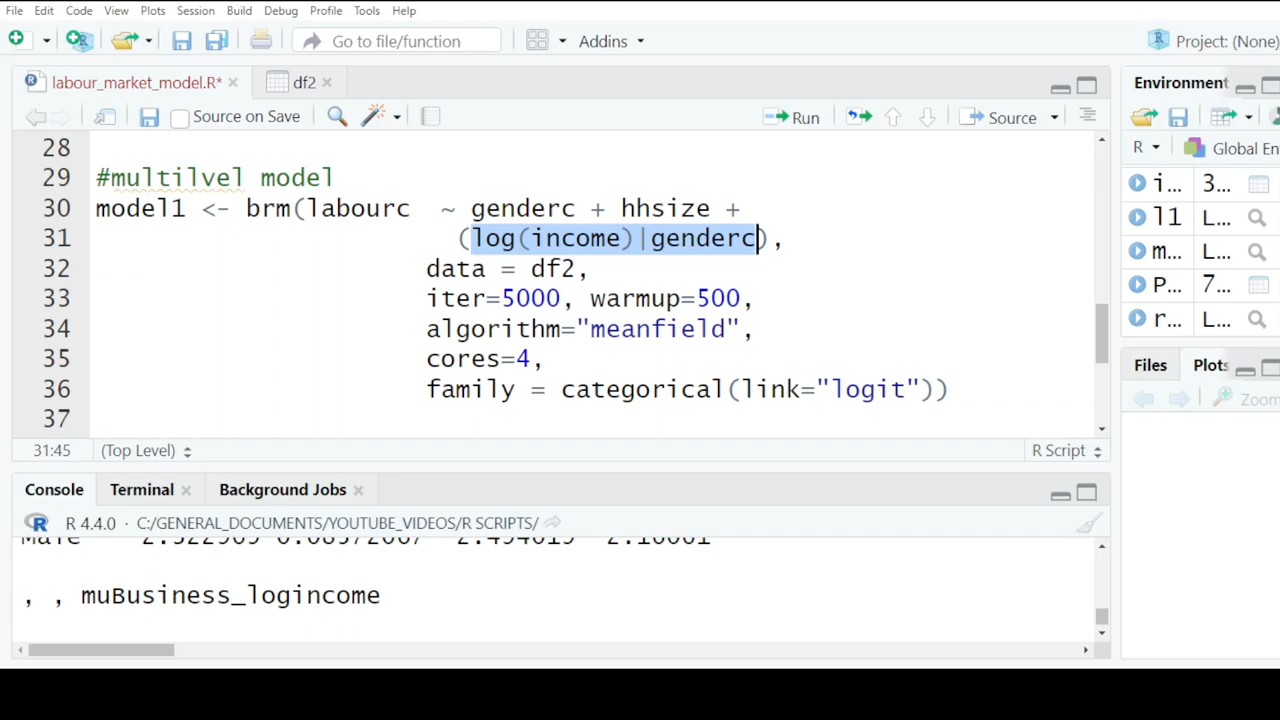 File Edit Code View Plots Session Build Debug Profile Tools Help
Go to file/function Addins Project: (None)
labour_market_model.R* df2 Environment
Source on Save Run Source
R Global En
28
29 #multilvel model
30 model1 <- brm(labourc ~ genderc + hhsize +
31 (log(income)|genderc),
32 data = df2,
33 iter=5000, warmup=500,
34 algorithm="meanfield",
35 cores=4,
36 family = categorical(link="logit"))
37
i... 3...
l1 L...
m... L...
P... 7...
r... L...
31:45 (Top Level) R Script
Files Plots
Zoom
Console Terminal Background Jobs
R 4.4.0 · C:/GENERAL_DOCUMENTS/YOUTUBE_VIDEOS/R SCRIPTS/
Male
, , muBusiness_logincome